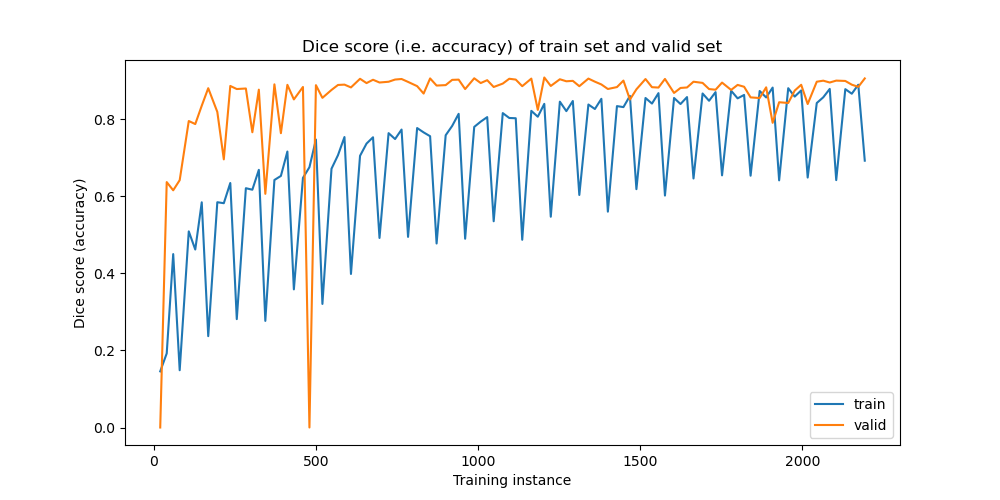 Dice score (i.e. accuracy) of train set and valid set
Dice score (accuracy)
0.8
0.6
0.4
0.2
0.0
0
500
1000
1500
2000
Training instance
train
valid